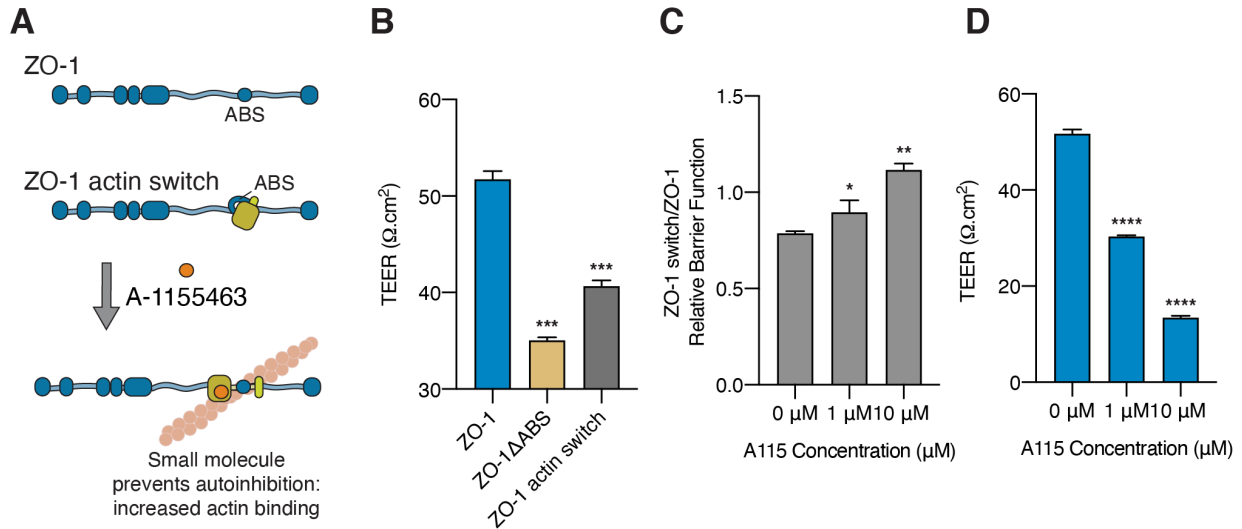 A
ZO-1
ABS
ZO-1 actin switch
ABS
A-1155463
Small molecule
prevents autoinhibition:
increased actin binding
B
TEER (Ω.cm²)
60
50
40
30
***
***
ZO-1
ZO-1ΔABS
ZO-1 actin switch
C
ZO-1 switch/ZO-1
Relative Barrier Function
1.5
1.0
0.5
0.0
*
**
0 μM 1 μM 10 μM
A115 Concentration (μM)
D
TEER (Ω.cm²)
60
40
20
0
****
****
0 μM 1 μM 10 μM
A115 Concentration (μM)